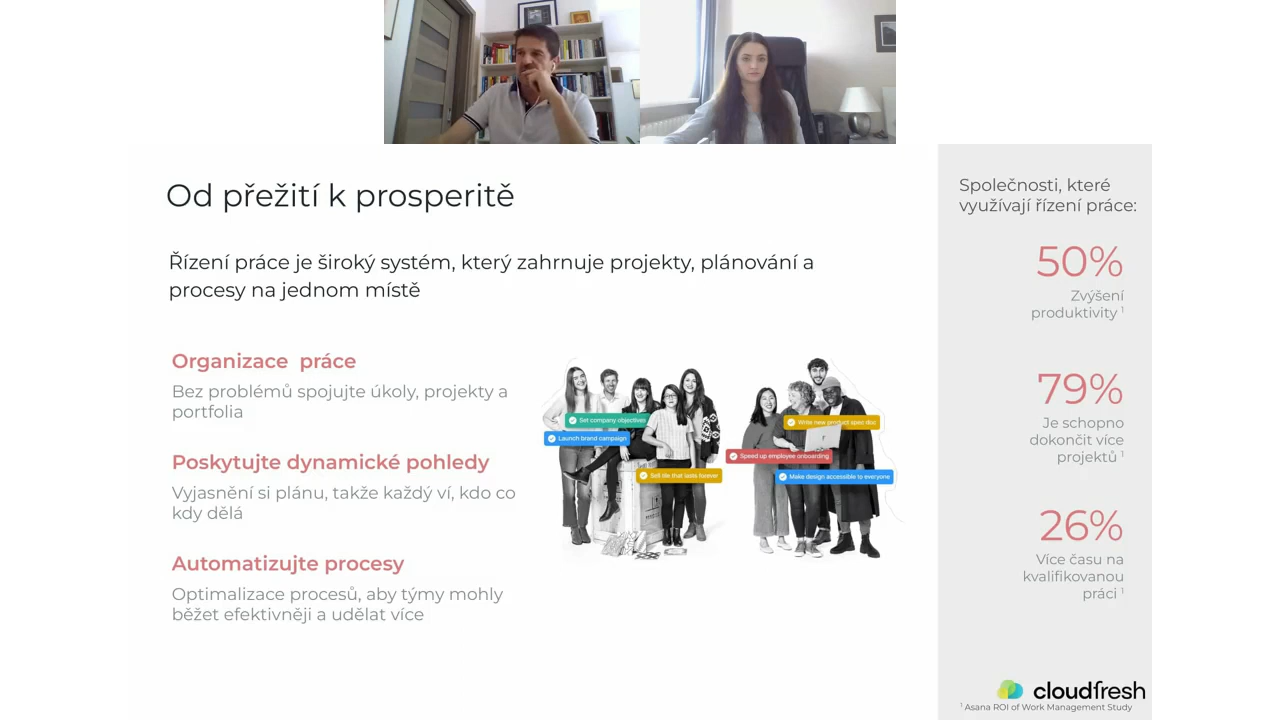 Od přežití k prosperitě
Řízení práce je široký systém, který zahrnuje projekty, plánování a
procesy na jednom místě
Organizace práce
Bez problémů spojujte úkoly, projekty a
portfolia
Poskytujte dynamické pohledy
Vyjasnění si plánu, takže každý ví, kdo co
kdy dělá
Automatizujte procesy
Optimalizace procesů, aby týmy mohly
běžet efektivněji a udělat více
Set company objectives
Launch brand campaign
Sell tile that lasts forever
Write new product spec doc
Speed up employee onboarding
Make design accessible to everyone
Společnosti, které
využívají řízení práce:
50%
Zvýšení
produktivity ¹
79%
Je schopno
dokončit více
projektů ¹
26%
Více času na
kvalifikovanou
práci ¹
cloudfresh
¹ Asana ROI of Work Management Study